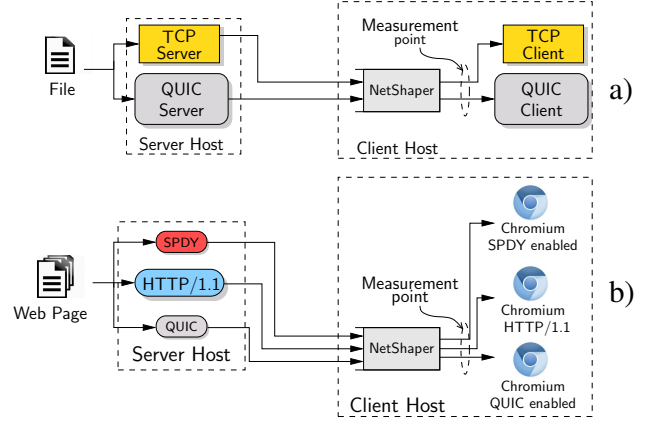 File
TCP
Server
QUIC
Server
Server Host
Measurement
point
NetShaper
TCP
Client
QUIC
Client
Client Host
a)
Web Page
SPDY
HTTP/1.1
QUIC
Server Host
Measurement
point
NetShaper
Chromium
SPDY enabled
Chromium
HTTP/1.1
Chromium
QUIC enabled
Client Host
b)